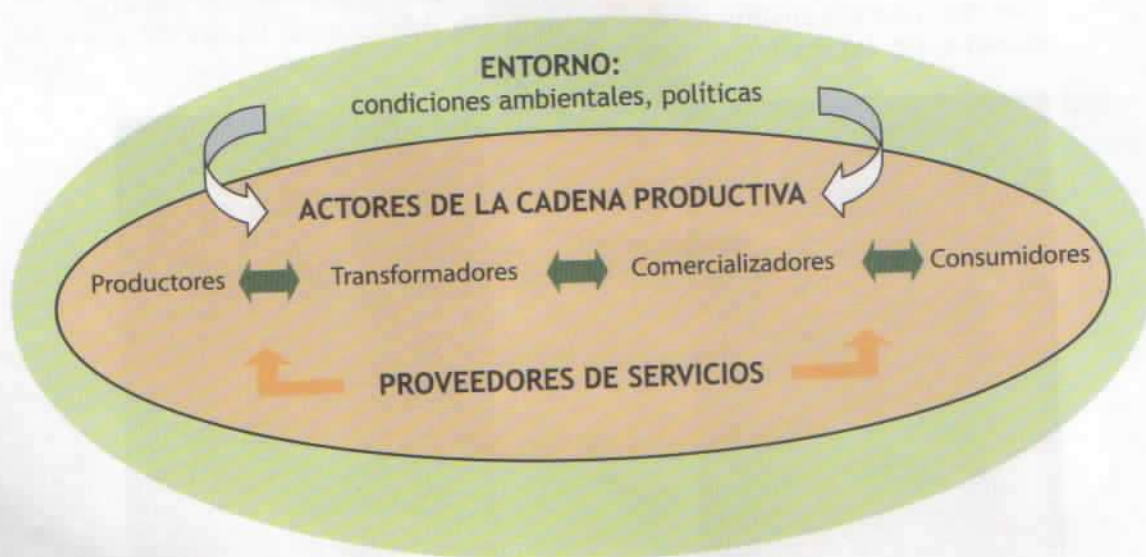 ENTORNO:
condiciones ambientales, políticas
ACTORES DE LA CADENA PRODUCTIVA
Productores Transformadores Comercializadores Consumidores
PROVEEDORES DE SERVICIOS